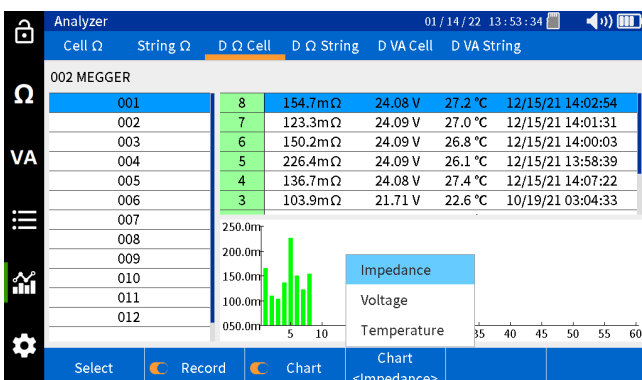 Analyzer 01/14/22 13:53:34
Cell Ω String Ω D Ω Cell D Ω String D VA Cell D VA String
002 MEGGER
Ω
VA
001
002
003
004
005
006
007
008
009
010
011
012
8 154.7mΩ 24.08 V 27.2 °C 12/15/21 14:02:54
7 123.3mΩ 24.09 V 27.0 °C 12/15/21 14:01:31
6 150.2mΩ 24.09 V 26.8 °C 12/15/21 14:00:03
5 226.4mΩ 24.09 V 26.1 °C 12/15/21 13:58:39
4 136.7mΩ 24.08 V 27.4 °C 12/15/21 14:07:22
3 103.9mΩ 21.71 V 22.6 °C 10/19/21 03:04:33
250.0m
200.0m
150.0m
100.0m
050.0m
5 10 35 40 45 50 55 60
Impedance
Voltage
Temperature
Select Record Chart Chart
<Impedance>